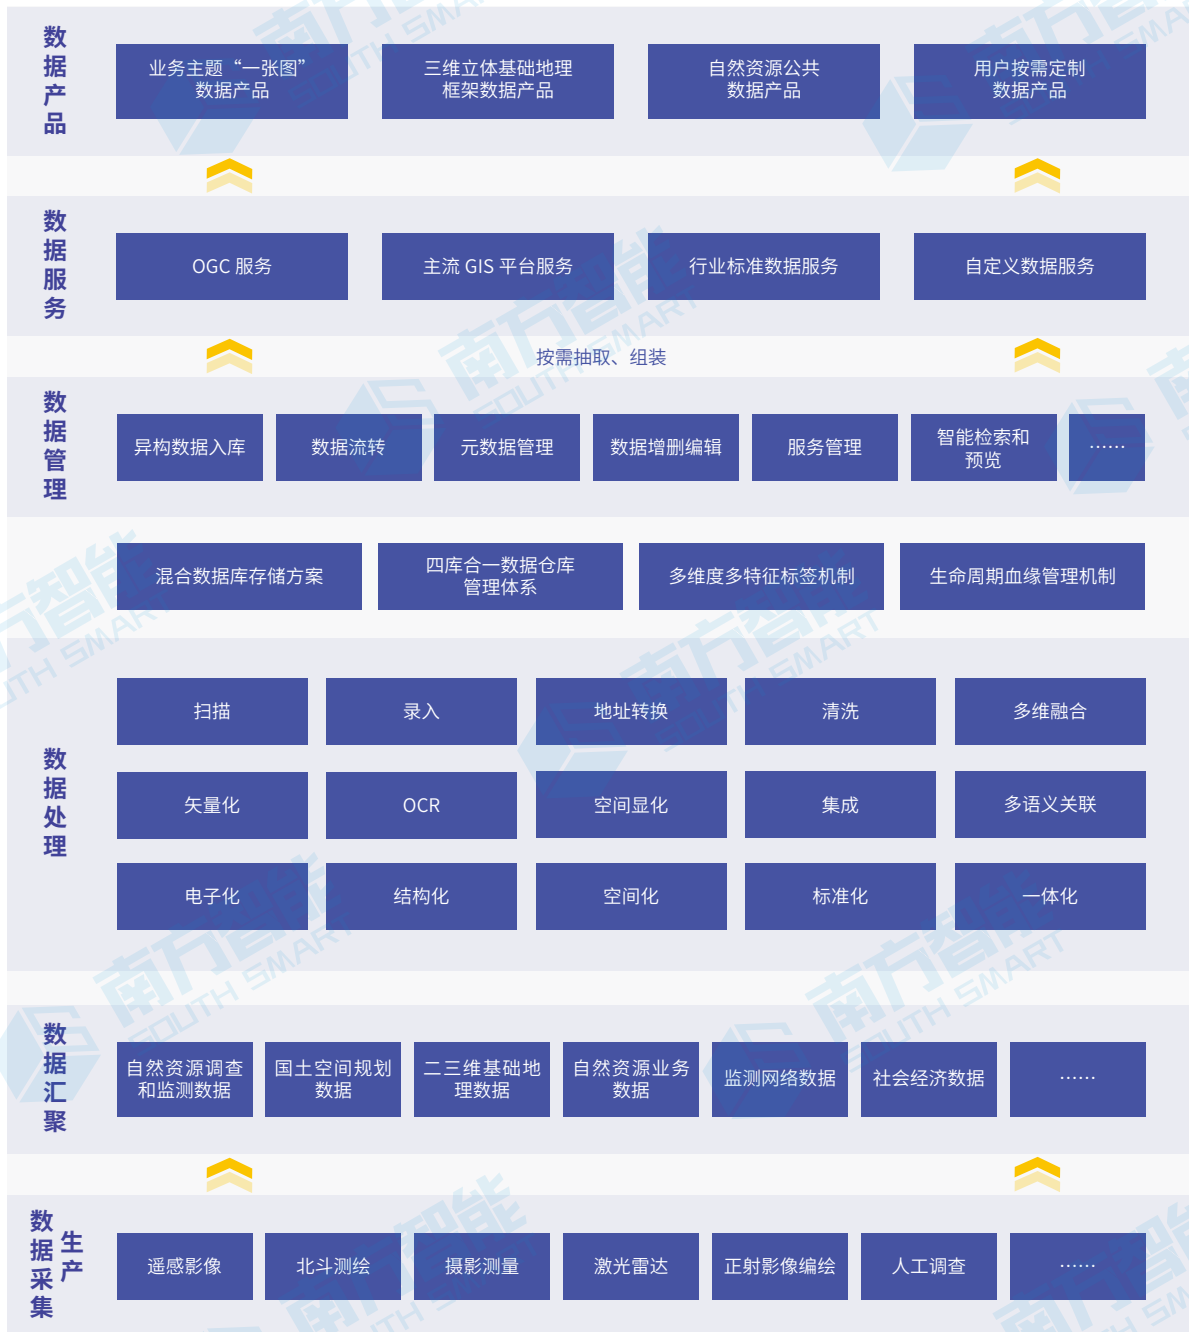 数据产品
业务主题“一张图”
数据产品
三维立体基础地理
框架数据产品
自然资源公共
数据产品
用户按需定制
数据产品
数据服务
OGC 服务
主流 GIS 平台服务
行业标准数据服务
自定义数据服务
按需抽取、组装
数据管理
异构数据入库
数据流转
元数据管理
数据增删编辑
服务管理
智能检索和
预览
……
混合数据库存储方案
四库合一数据仓库
管理体系
多维度多特征标签机制
生命周期血缘管理机制
数据处理
扫描
录入
地址转换
清洗
多维融合
矢量化
OCR
空间显化
集成
多语义关联
电子化
结构化
空间化
标准化
一体化
数据汇聚
自然资源调查
和监测数据
国土空间规划
数据
二三维基础地
理数据
自然资源业务
数据
监测网络数据
社会经济数据
……
数据采集
生产
遥感影像
北斗测绘
摄影测量
激光雷达
正射影像编绘
人工调查
……
南方智能
SOUTH SMART